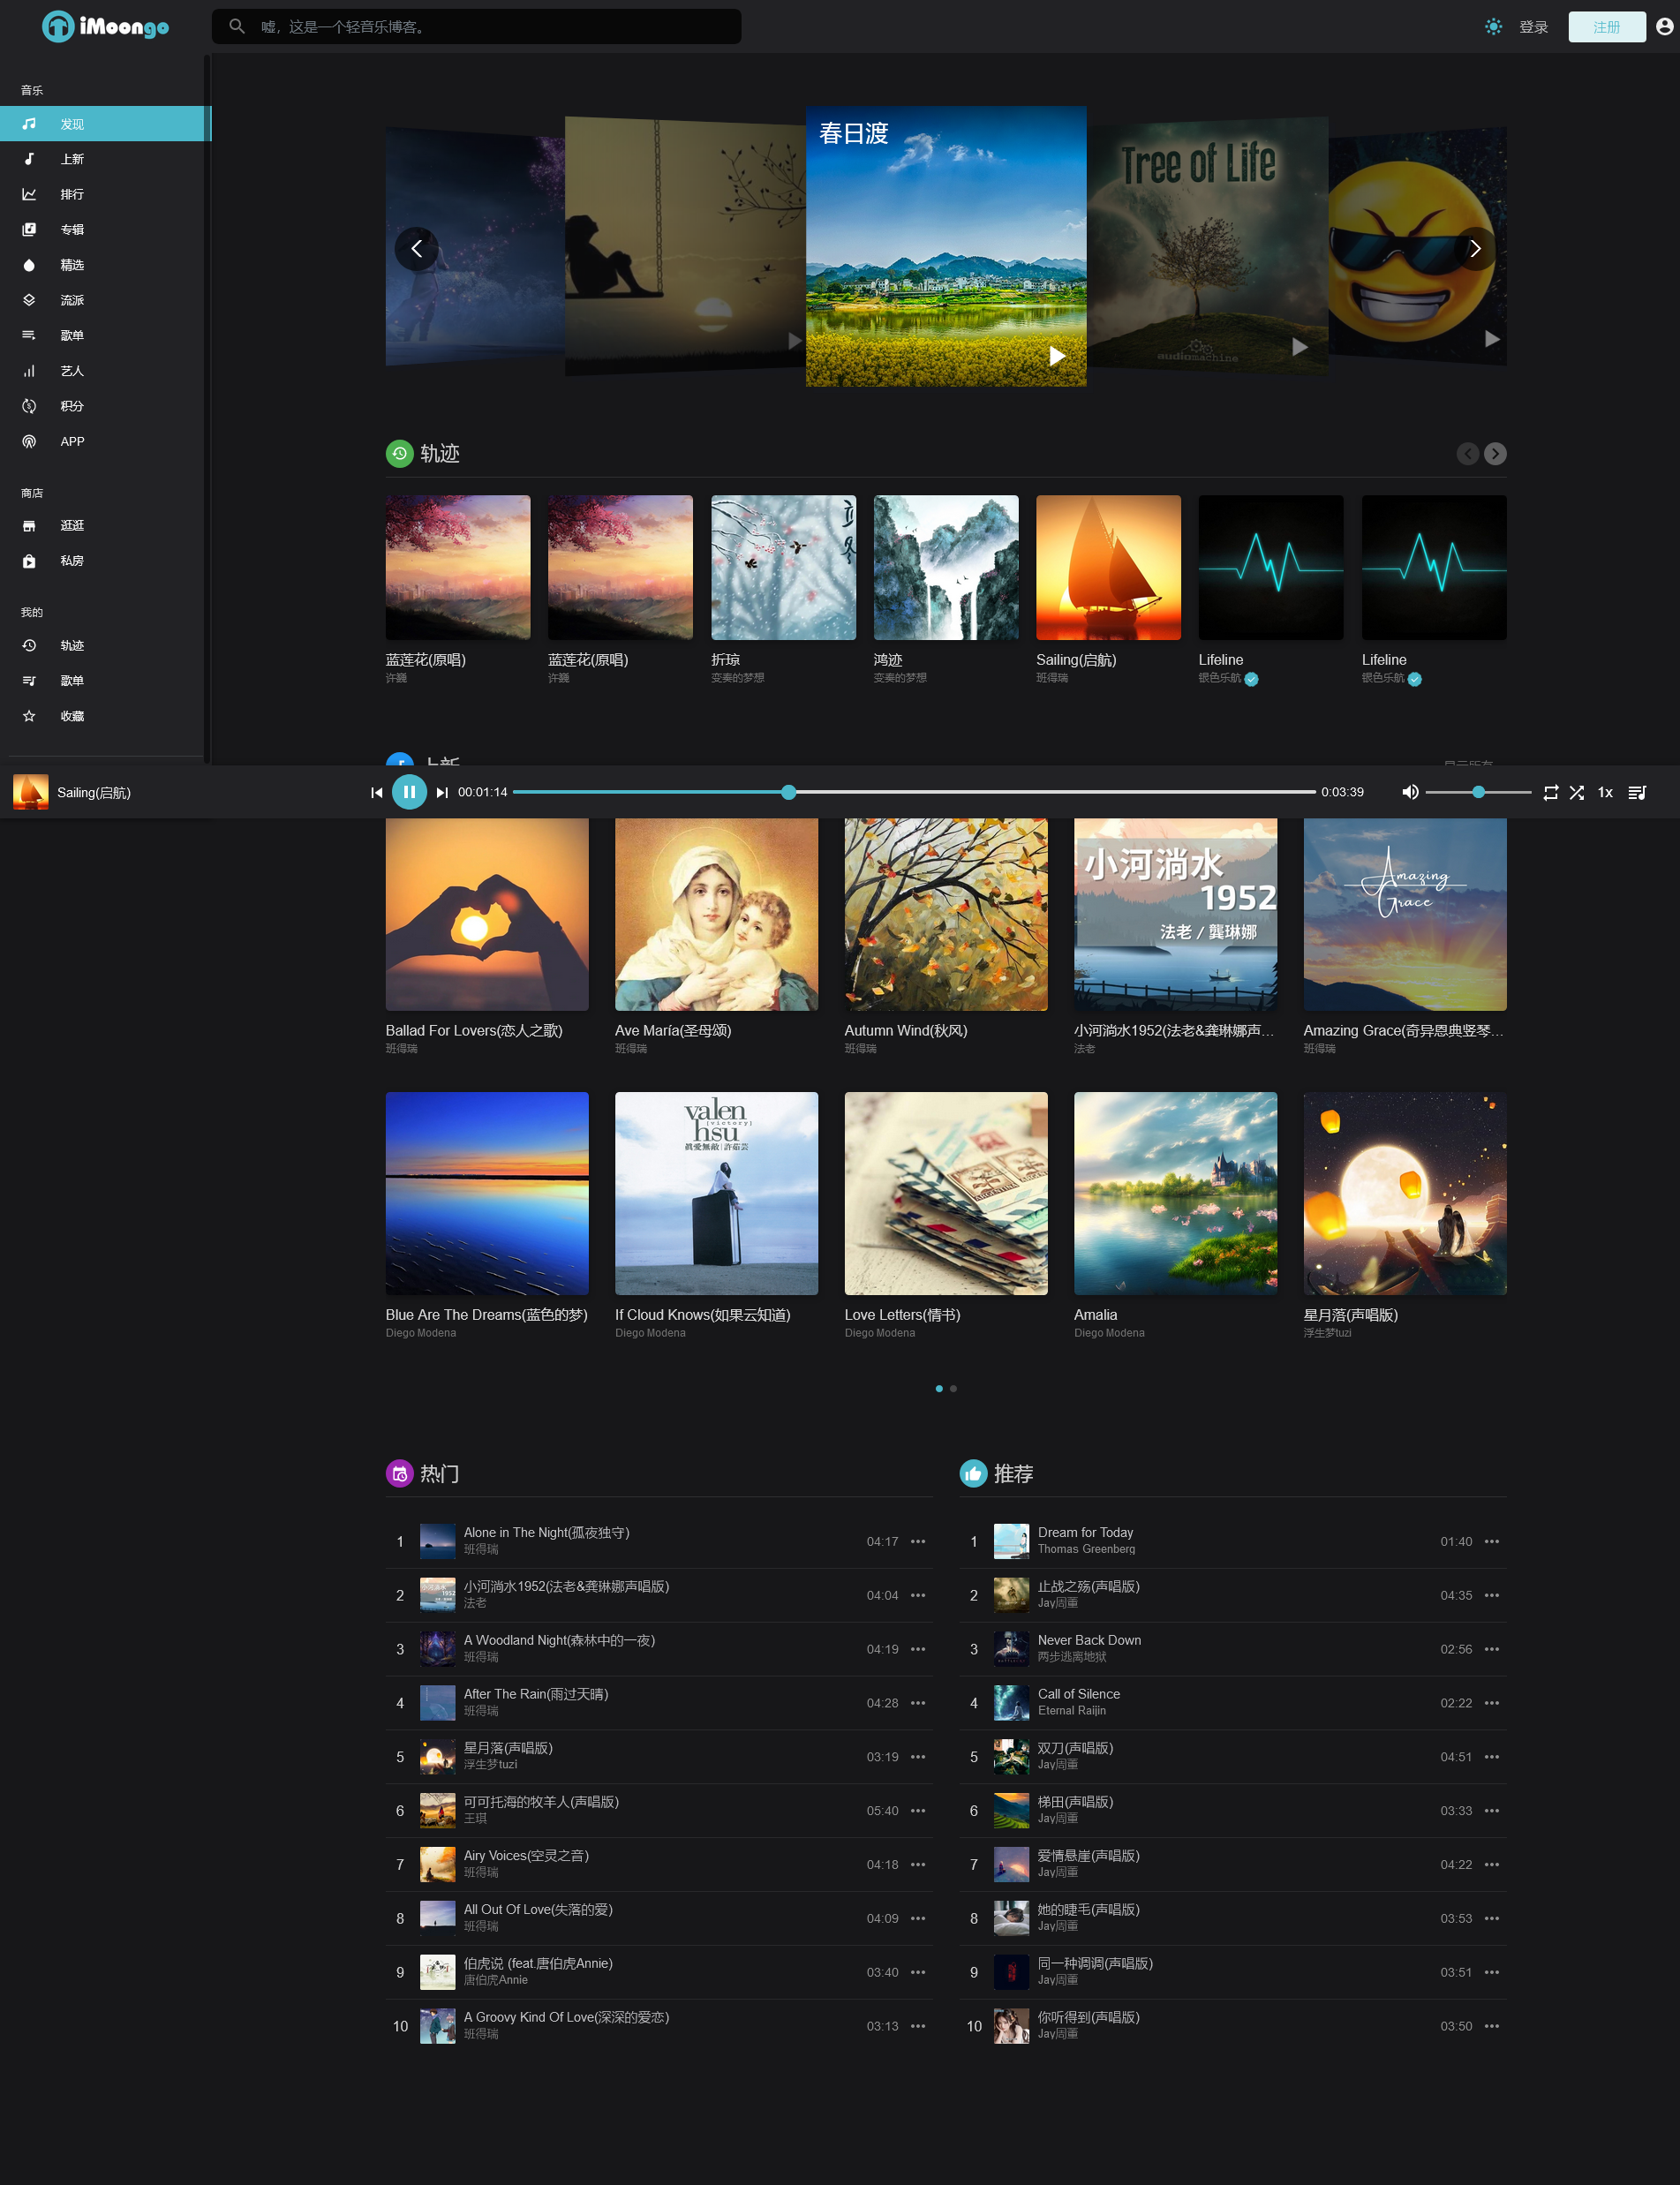 iMoongo
嘘，这是一个轻音乐博客。
登录
注册
音乐
发现
上新
排行
专辑
精选
流派
歌单
艺人
积分
APP
商店
逛逛
私房
我的
轨迹
歌单
收藏
春日渡
Tree of Life
audiomachine
轨迹
立冬
蓝莲花(原唱)
许巍
蓝莲花(原唱)
许巍
折琼
变奏的梦想
鸿迹
变奏的梦想
Sailing(启航)
班得瑞
Lifeline
银色乐航
Lifeline
银色乐航
上新
显示所有
Sailing(启航)
00:01:14
0:03:39
1x
小河淌水
1952
法老 / 龔琳娜
Amazing
Grace
Ballad For Lovers(恋人之歌)
班得瑞
Ave María(圣母颂)
班得瑞
Autumn Wind(秋风)
班得瑞
小河淌水1952(法老&龚琳娜声...
法老
Amazing Grace(奇异恩典竖琴...
班得瑞
valen
[victory]
hsu
真愛無敵 許茹芸
ARGENTINA
Blue Are The Dreams(蓝色的梦)
Diego Modena
If Cloud Knows(如果云知道)
Diego Modena
Love Letters(情书)
Diego Modena
Amalia
Diego Modena
星月落(声唱版)
浮生梦tuzi
热门
1
Alone in The Night(孤夜独守)
班得瑞
04:17
2
小河淌水1952(法老&龚琳娜声唱版)
法老
04:04
3
A Woodland Night(森林中的一夜)
班得瑞
04:19
4
After The Rain(雨过天晴)
班得瑞
04:28
5
星月落(声唱版)
浮生梦tuzi
03:19
6
可可托海的牧羊人(声唱版)
王琪
05:40
7
Airy Voices(空灵之音)
班得瑞
04:18
8
All Out Of Love(失落的爱)
班得瑞
04:09
9
伯虎说 (feat.唐伯虎Annie)
唐伯虎Annie
03:40
10
A Groovy Kind Of Love(深深的爱恋)
班得瑞
03:13
推荐
1
Dream for Today
Thomas Greenberg
01:40
2
止战之殇(声唱版)
Jay周董
04:35
3
Never Back Down
两步逃离地狱
02:56
4
Call of Silence
Eternal Raijin
02:22
5
双刀(声唱版)
Jay周董
04:51
6
梯田(声唱版)
Jay周董
03:33
7
爱情悬崖(声唱版)
Jay周董
04:22
8
她的睫毛(声唱版)
Jay周董
03:53
9
同一种调调(声唱版)
Jay周董
03:51
10
你听得到(声唱版)
Jay周董
03:50